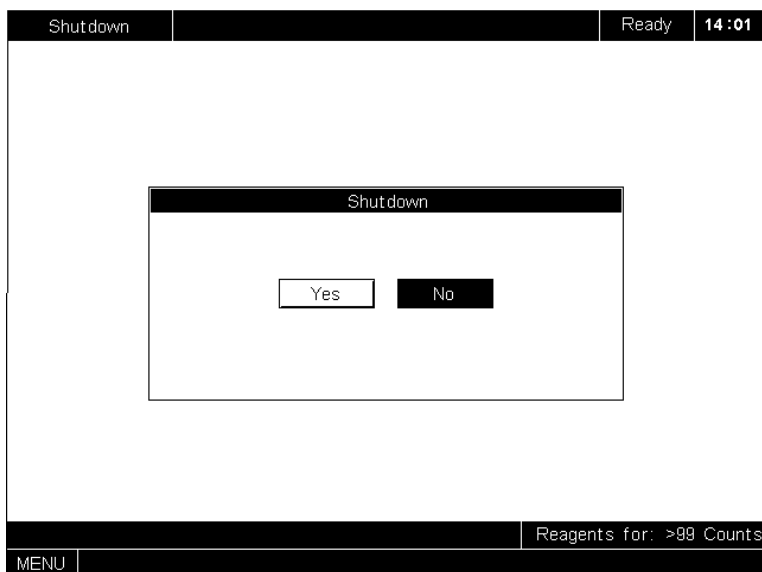 Shutdown Ready 14:01
Shutdown
Yes No
Reagents for: >99 Counts
MENU